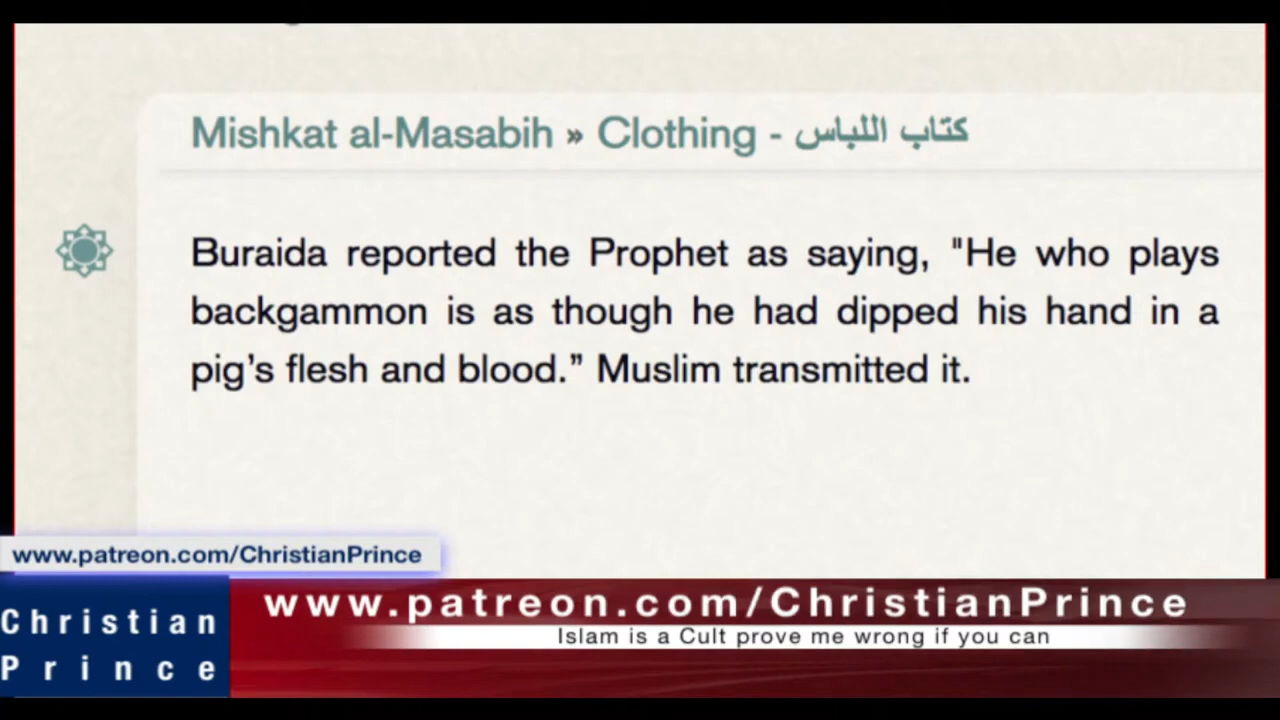 Mishkat al-Masabih » Clothing - كتاب اللباس
Buraida reported the Prophet as saying, "He who plays
backgammon is as though he had dipped his hand in a
pig’s flesh and blood.” Muslim transmitted it.
www.patreon.com/ChristianPrince
Christian
Prince
www.patreon.com/ChristianPrince
Islam is a Cult prove me wrong if you can